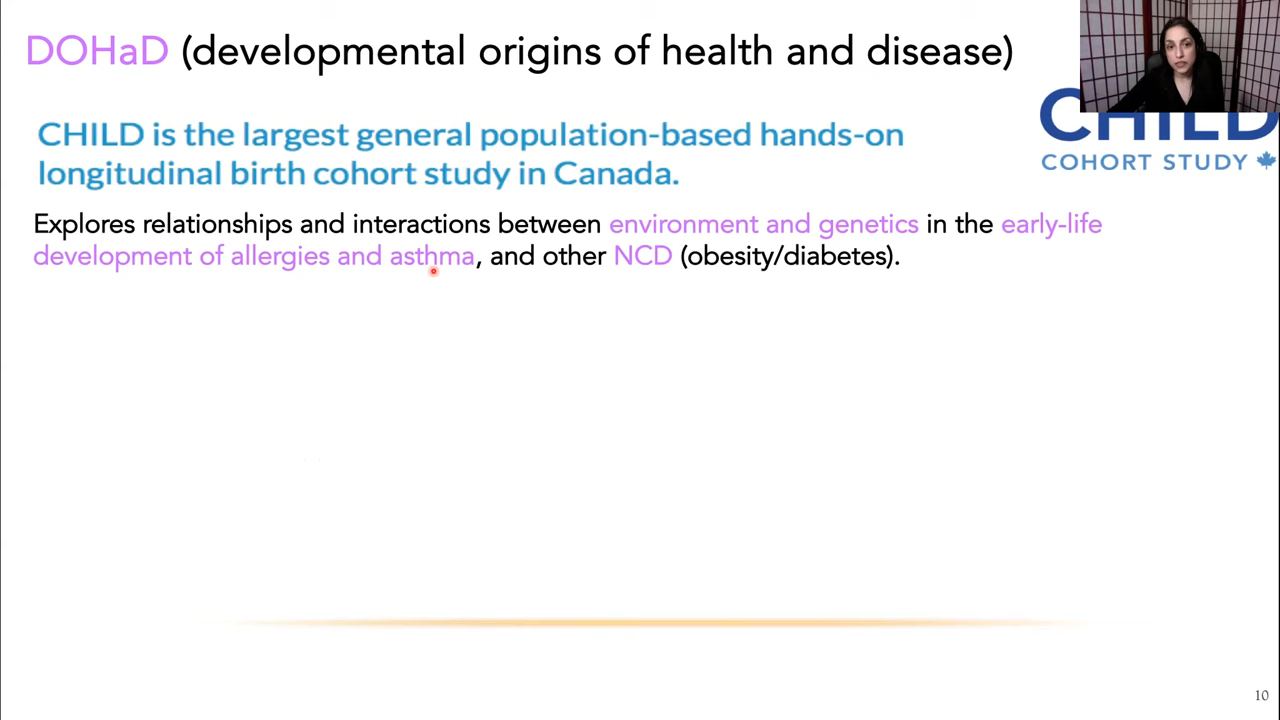 DOHaD (developmental origins of health and disease)
CHILD is the largest general population-based hands-on
longitudinal birth cohort study in Canada.
CHILD
COHORT STUDY
Explores relationships and interactions between environment and genetics in the early-life
development of allergies and asthma, and other NCD (obesity/diabetes).
10